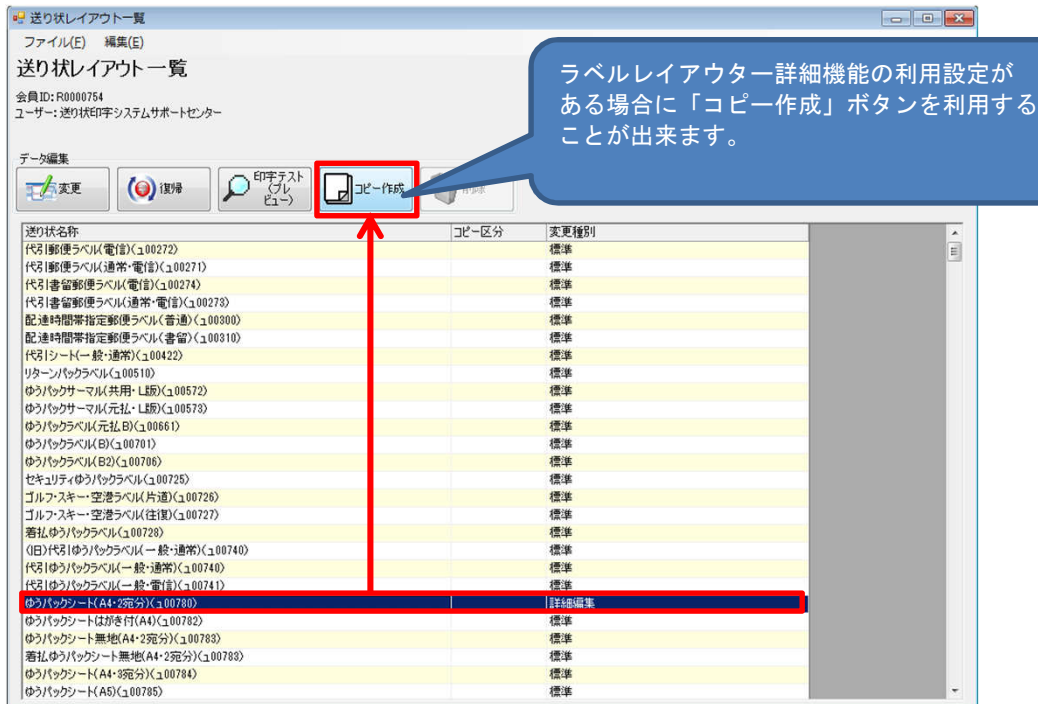 送り状レイアウト一覧
ファイル(F) 編集(E)
送り状レイアウト一覧
会員ID:R0000754
ユーザー:送り状印字システムサポートセンター
ラベルレイアウター詳細機能の利用設定が
ある場合に「コピー作成」ボタンを利用する
ことが出来ます。
データ編集
変更
復帰
印字テスト
(プレ
ビュー)
コピー作成
削除
送り状名称 コピー区分 変更種別
代引郵便ラベル(電信)(ュ00272) 標準
代引郵便ラベル(通常・電信)(ュ00271) 標準
代引書留郵便ラベル(電信)(ュ00274) 標準
代引書留郵便ラベル(通常・電信)(ュ00273) 標準
配達時間帯指定郵便ラベル(普通)(ュ00300) 標準
配達時間帯指定郵便ラベル(書留)(ュ00310) 標準
代引シート(一般・通常)(ュ00422) 標準
リターンパックラベル(ュ00510) 標準
ゆうパックサーマル(共用・L版)(ュ00572) 標準
ゆうパックサーマル(元払・L版)(ュ00573) 標準
ゆうパックラベル(元払B)(ュ00661) 標準
ゆうパックラベル(B)(ュ00701) 標準
ゆうパックラベル(B2)(ュ00706) 標準
セキュリティゆうパックラベル(ュ00725) 標準
ゴルフ・スキー・空港ラベル(片道)(ュ00726) 標準
ゴルフ・スキー・空港ラベル(往復)(ュ00727) 標準
着払ゆうパックラベル(ュ00728) 標準
(旧)代引ゆうパックラベル(一般・通常)(ュ00740) 標準
代引ゆうパックラベル(一般・通常)(ュ00740) 標準
代引ゆうパックラベル(一般・電信)(ュ00741) 標準
ゆうパックシート(A4・2宛分)(ュ00780) 詳細編集
ゆうパックシートはがき付(A4)(ュ00782) 標準
ゆうパックシート無地(A4・2宛分)(ュ00783) 標準
着払ゆうパックシート無地(A4・2宛分)(ュ00783) 標準
ゆうパックシート(A4・3宛分)(ュ00784) 標準
ゆうパックシート(A5)(ュ00785) 標準